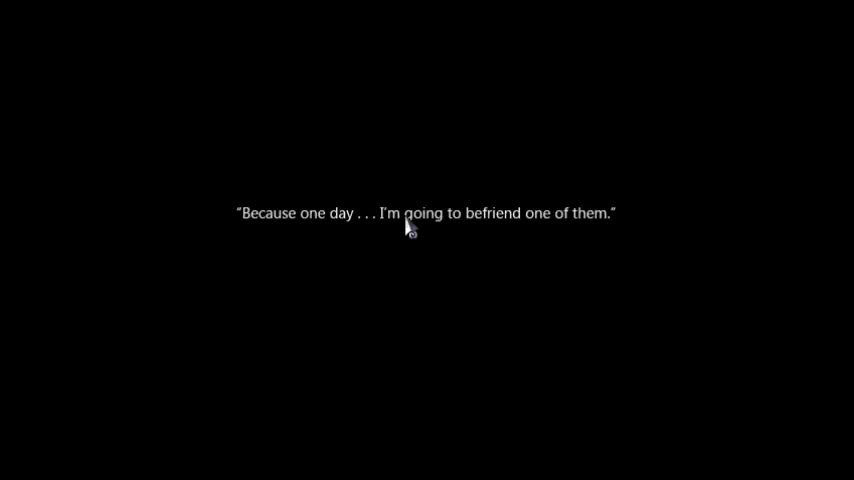 “Because one day . . . I’m going to befriend one of them.”